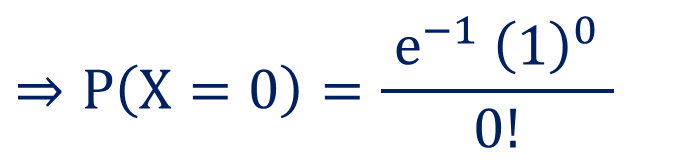 ⇒ P(X = 0) = e⁻¹ (1)⁰ / 0!